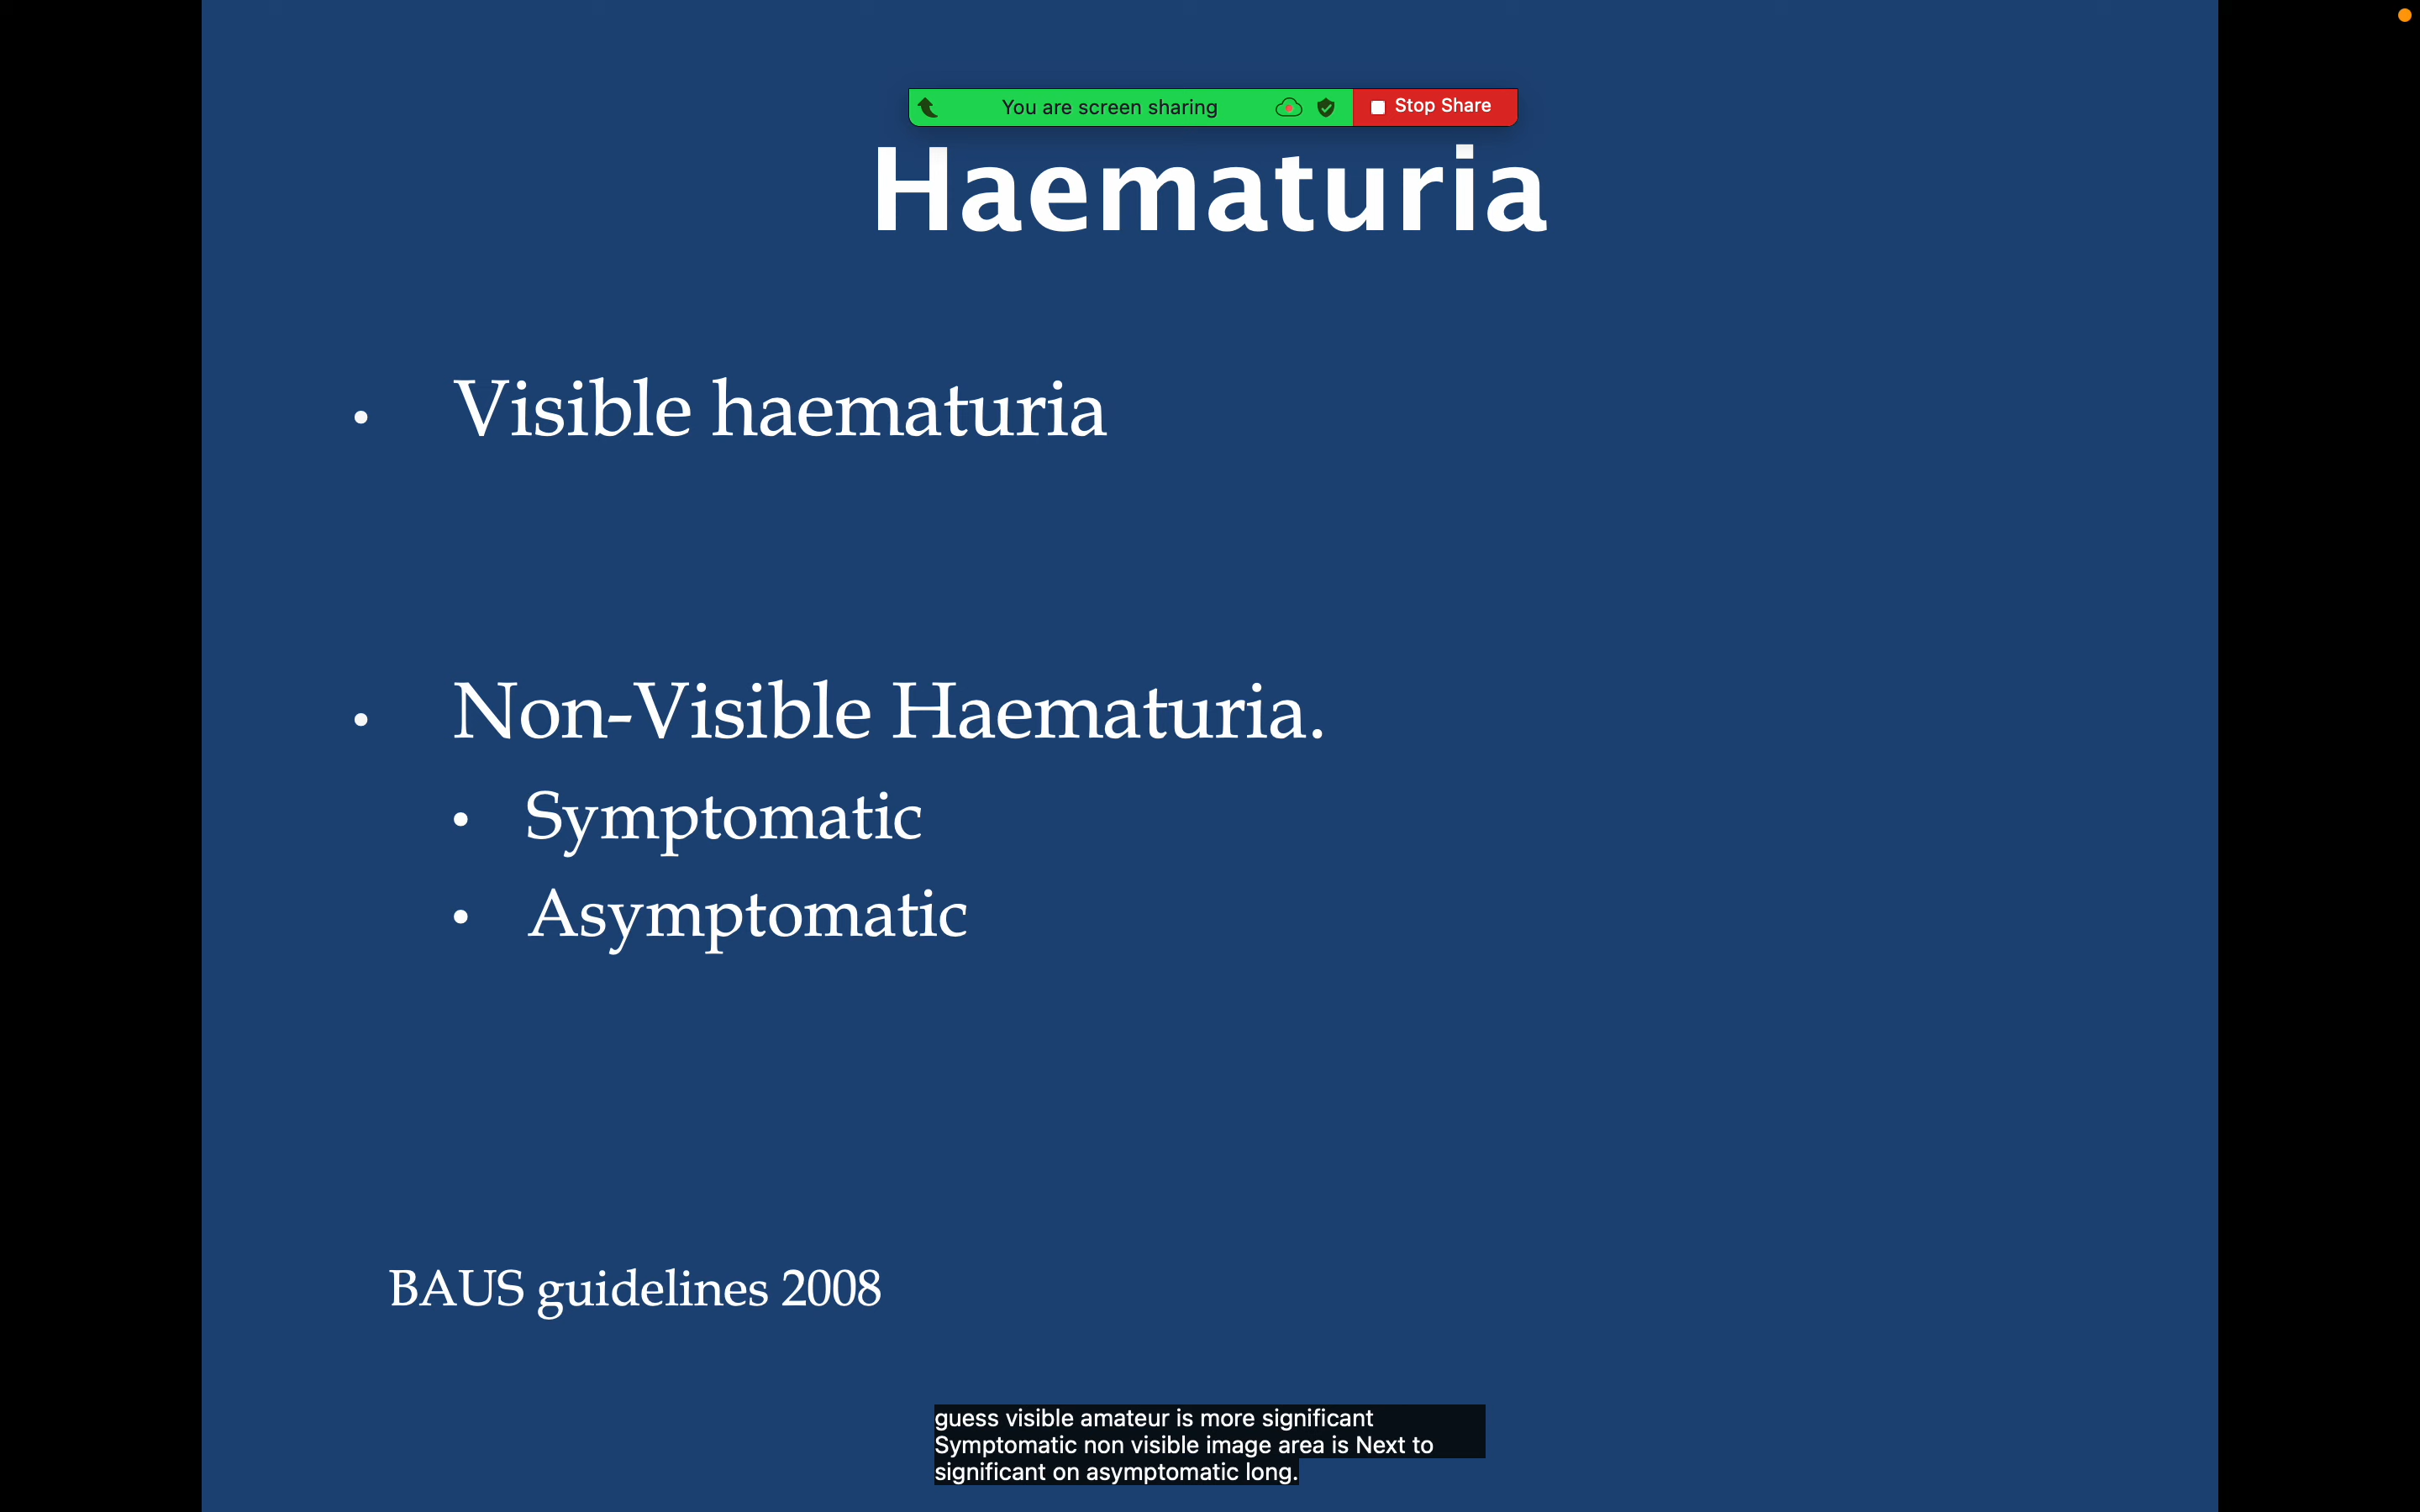 You are screen sharing
Stop Share
Haematuria
• Visible haematuria
• Non-Visible Haematuria.
• Symptomatic
• Asymptomatic
BAUS guidelines 2008
guess visible amateur is more significant
Symptomatic non visible image area is Next to
significant on asymptomatic long.